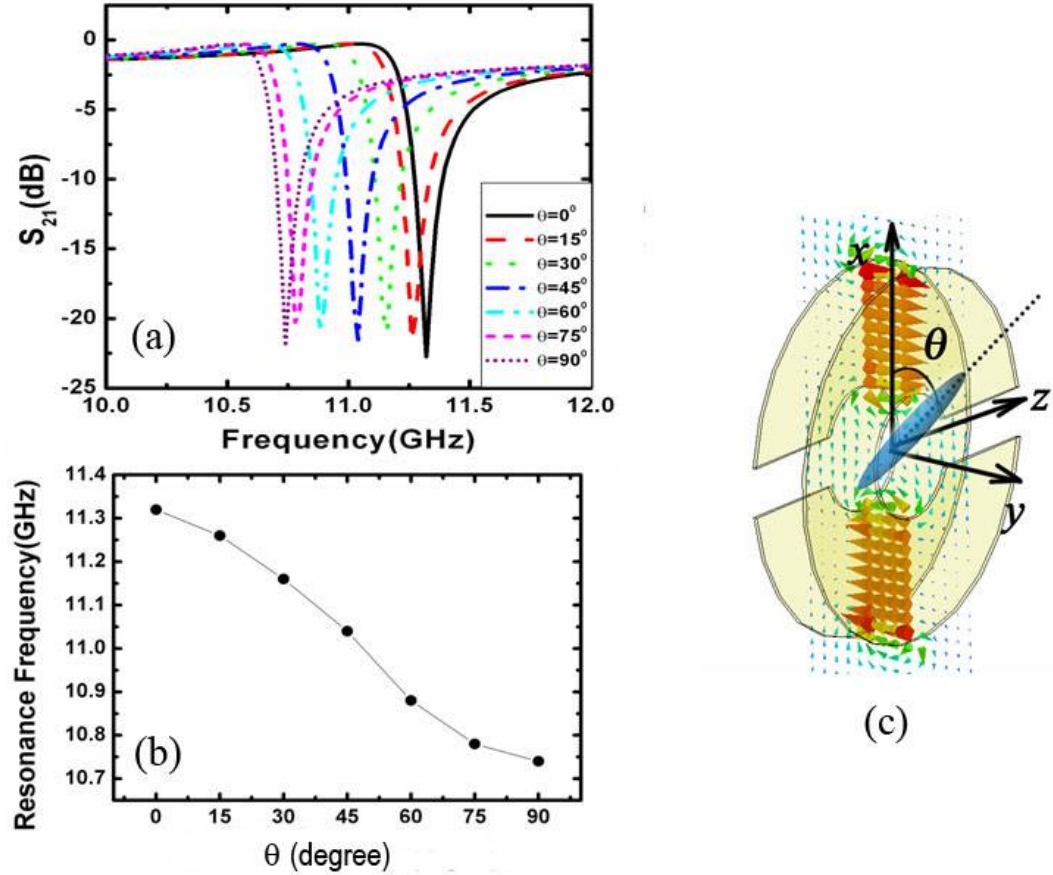 0
-5
-10
-15
-20
-25
S21(dB)
(a)
θ=0°
θ=15°
θ=30°
θ=45°
θ=60°
θ=75°
θ=90°
10.0 10.5 11.0 11.5 12.0
Frequency(GHz)
11.4
11.3
11.2
11.1
11.0
10.9
10.8
10.7
Resonance Frequency(GHz)
(b)
0 15 30 45 60 75 90
θ (degree)
x
θ
z
y
(c)